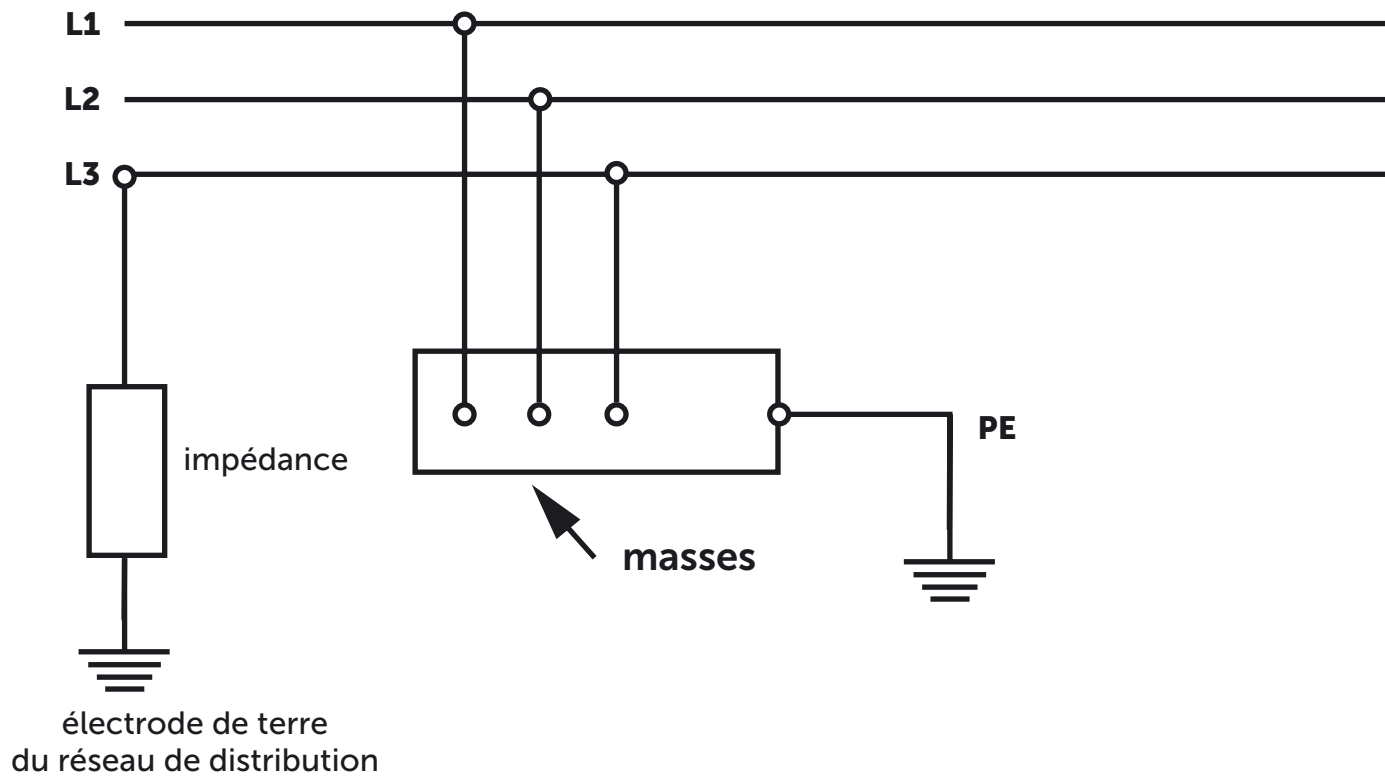 L1
L2
L3
impédance
PE
masses
électrode de terre
du réseau de distribution